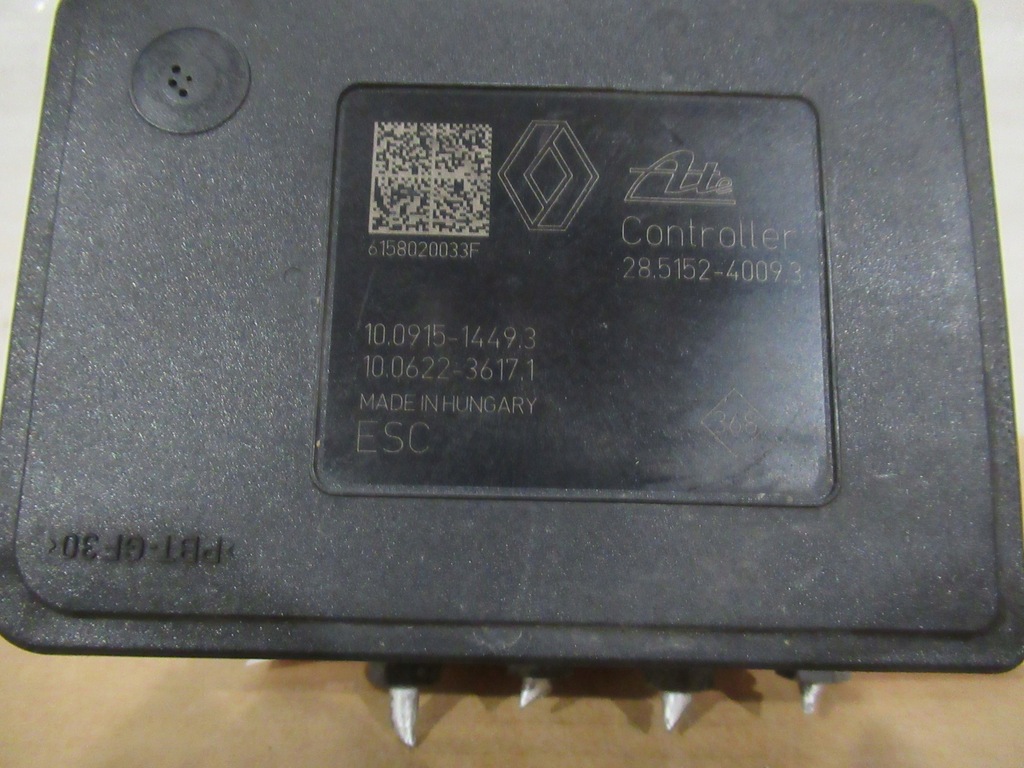 6158020033F
Ate
Controller
28.5152-4009.3
10.0915-1449.3
10.0622-3617.1
MADE IN HUNGARY
ESC
>PBT-GF30<